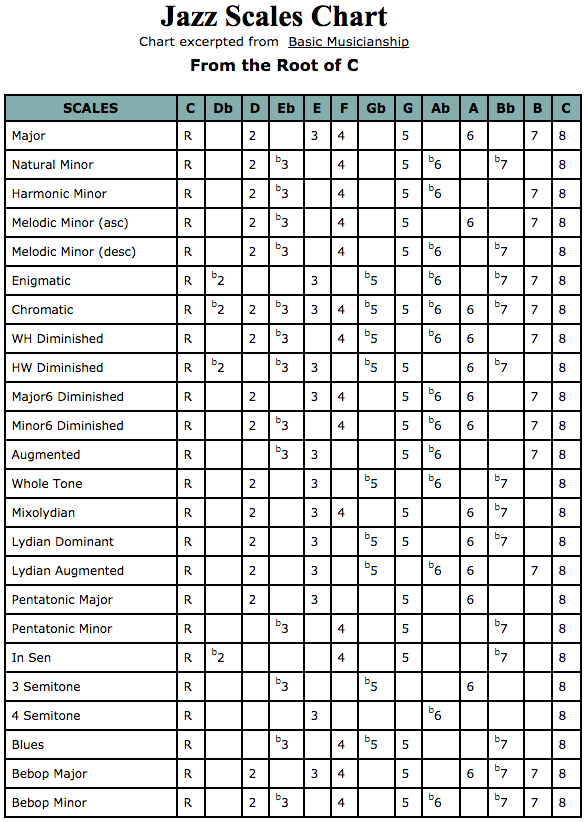 Jazz Scales Chart
Chart excerpted from Basic Musicianship
From the Root of C
SCALES C Db D Eb E F Gb G Ab A Bb B C
Major R 2 3 4 5 6 7 8
Natural Minor R 2 b3 4 5 b6 b7 8
Harmonic Minor R 2 b3 4 5 b6 7 8
Melodic Minor (asc) R 2 b3 4 5 6 7 8
Melodic Minor (desc) R 2 b3 4 5 b6 b7 8
Enigmatic R b2 3 b5 b6 b7 7 8
Chromatic R b2 2 b3 3 4 b5 5 b6 6 b7 7 8
WH Diminished R 2 b3 4 b5 b6 6 7 8
HW Diminished R b2 b3 3 b5 5 6 b7 8
Major6 Diminished R 2 3 4 5 b6 6 7 8
Minor6 Diminished R 2 b3 4 5 b6 6 7 8
Augmented R b3 3 5 b6 7 8
Whole Tone R 2 3 b5 b6 b7 8
Mixolydian R 2 3 4 5 6 b7 8
Lydian Dominant R 2 3 b5 5 6 b7 8
Lydian Augmented R 2 3 b5 b6 6 7 8
Pentatonic Major R 2 3 5 6 8
Pentatonic Minor R b3 4 5 b7 8
In Sen R b2 4 5 b7 8
3 Semitone R b3 b5 6 8
4 Semitone R 3 b6 8
Blues R b3 4 b5 5 b7 8
Bebop Major R 2 3 4 5 6 b7 7 8
Bebop Minor R 2 b3 4 5 b6 b7 7 8